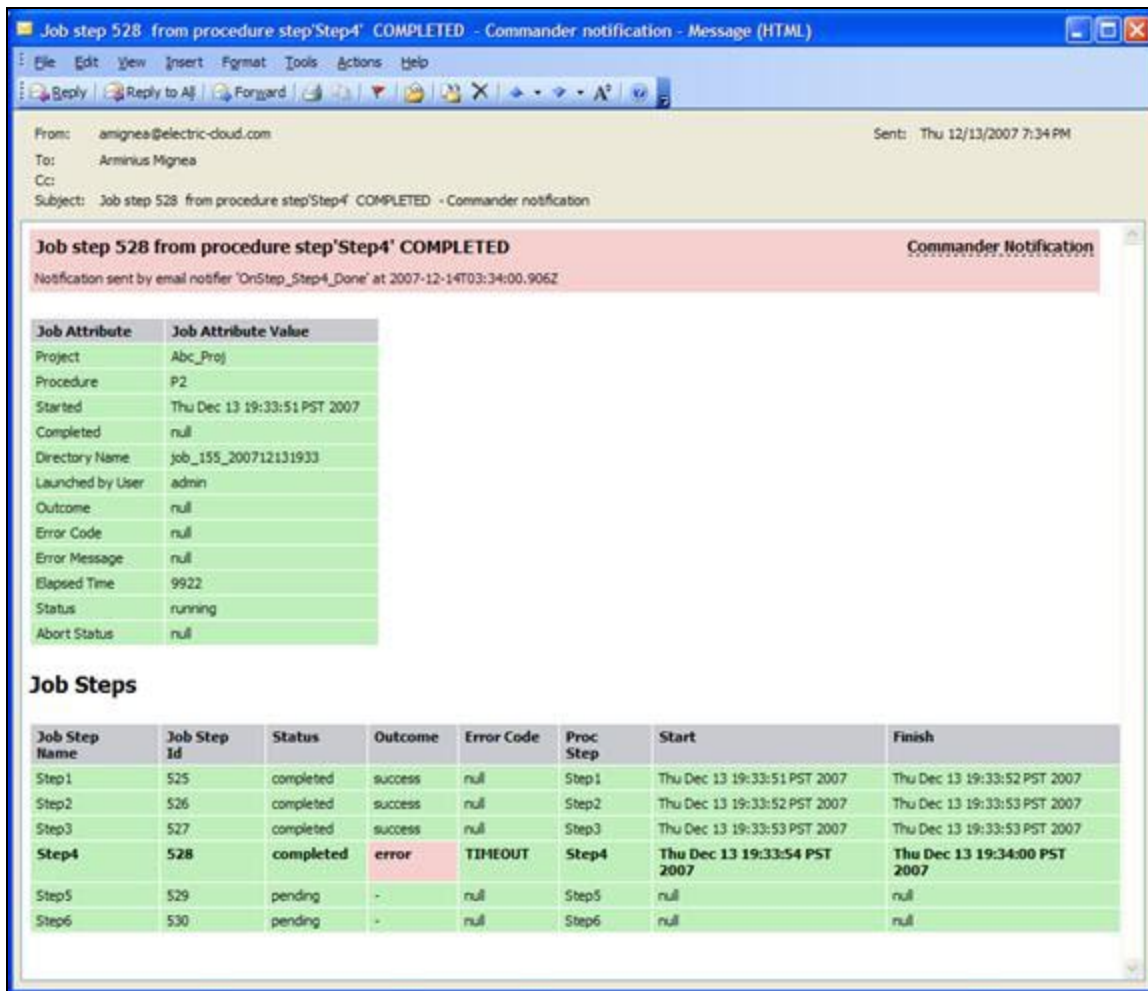 Job step 528 from procedure step'Step4' COMPLETED - Commander notification - Message (HTML)
File Edit View Insert Format Tools Actions Help
Reply Reply to All Forward
From: amignea@electric-cloud.com Sent: Thu 12/13/2007 7:34 PM
To: Arminius Mignea
Cc:
Subject: Job step 528 from procedure step'Step4' COMPLETED - Commander notification
Job step 528 from procedure step'Step4' COMPLETED Commander Notification
Notification sent by email notifier 'OnStep_Step4_Done' at 2007-12-14T03:34:00.906Z
Job Attribute Job Attribute Value
Project Abc_Proj
Procedure P2
Started Thu Dec 13 19:33:51 PST 2007
Completed null
Directory Name job_155_200712131933
Launched by User admin
Outcome null
Error Code null
Error Message null
Elapsed Time 9922
Status running
Abort Status null
Job Steps
Job Step Name Job Step Id Status Outcome Error Code Proc Step Start Finish
Step1 525 completed success null Step1 Thu Dec 13 19:33:51 PST 2007 Thu Dec 13 19:33:52 PST 2007
Step2 526 completed success null Step2 Thu Dec 13 19:33:52 PST 2007 Thu Dec 13 19:33:53 PST 2007
Step3 527 completed success null Step3 Thu Dec 13 19:33:53 PST 2007 Thu Dec 13 19:33:53 PST 2007
Step4 528 completed error TIMEOUT Step4 Thu Dec 13 19:33:54 PST 2007 Thu Dec 13 19:34:00 PST 2007
Step5 529 pending - null Step5 null null
Step6 530 pending - null Step6 null null